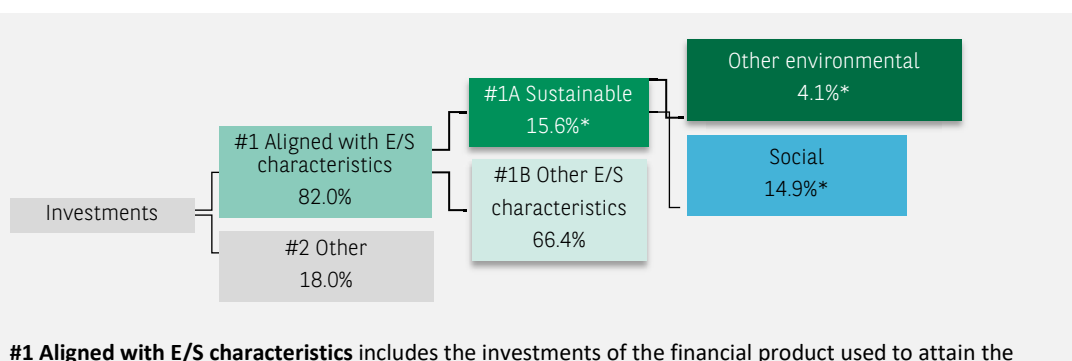 Other environmental
4.1%*
#1A Sustainable
15.6%*
#1 Aligned with E/S
characteristics
82.0%
Social
14.9%*
#1B Other E/S
characteristics
66.4%
Investments
#2 Other
18.0%
#1 Aligned with E/S characteristics includes the investments of the financial product used to attain the